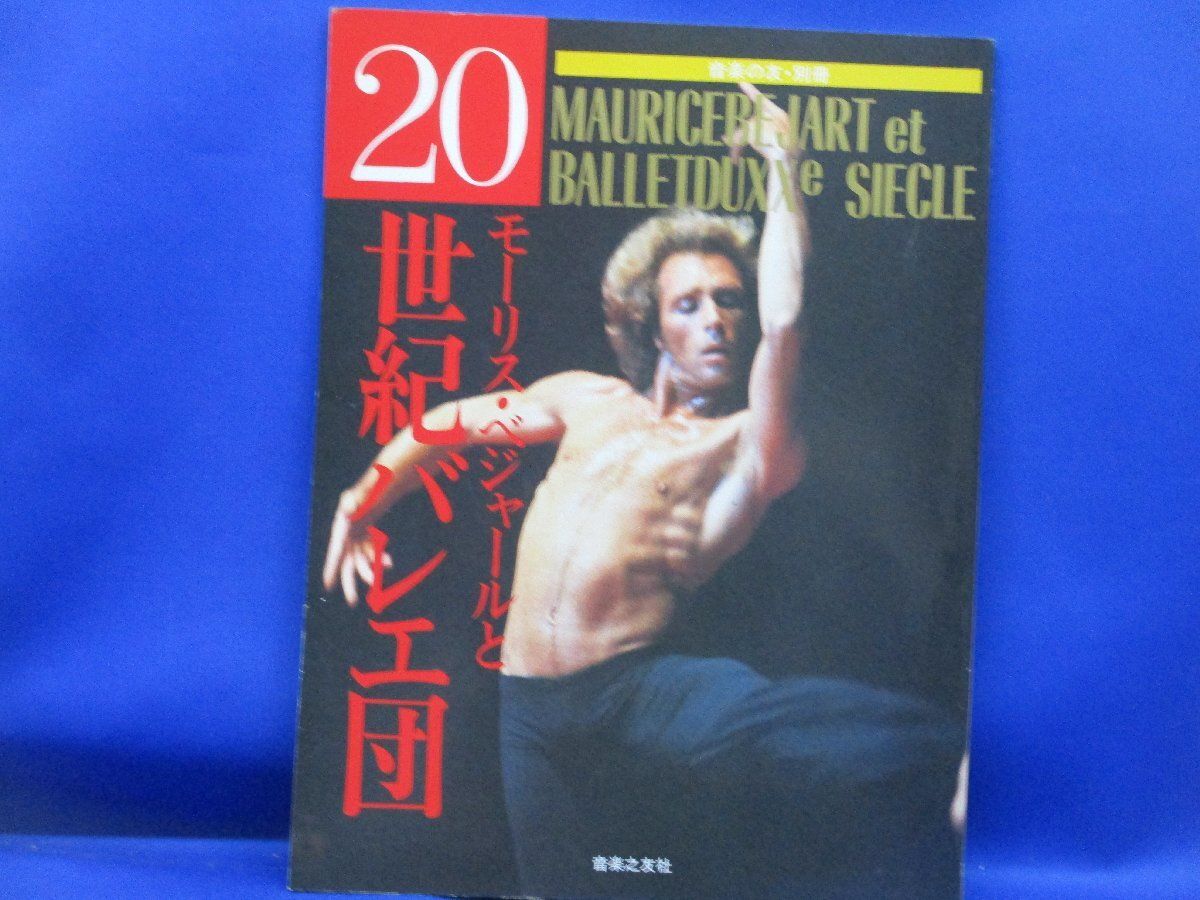 20
音楽の友・別冊
MAURICEBEJART et
BALLETDUXXe SIECLE
モーリス・ベジャールと
世紀バレエ団
音楽之友社